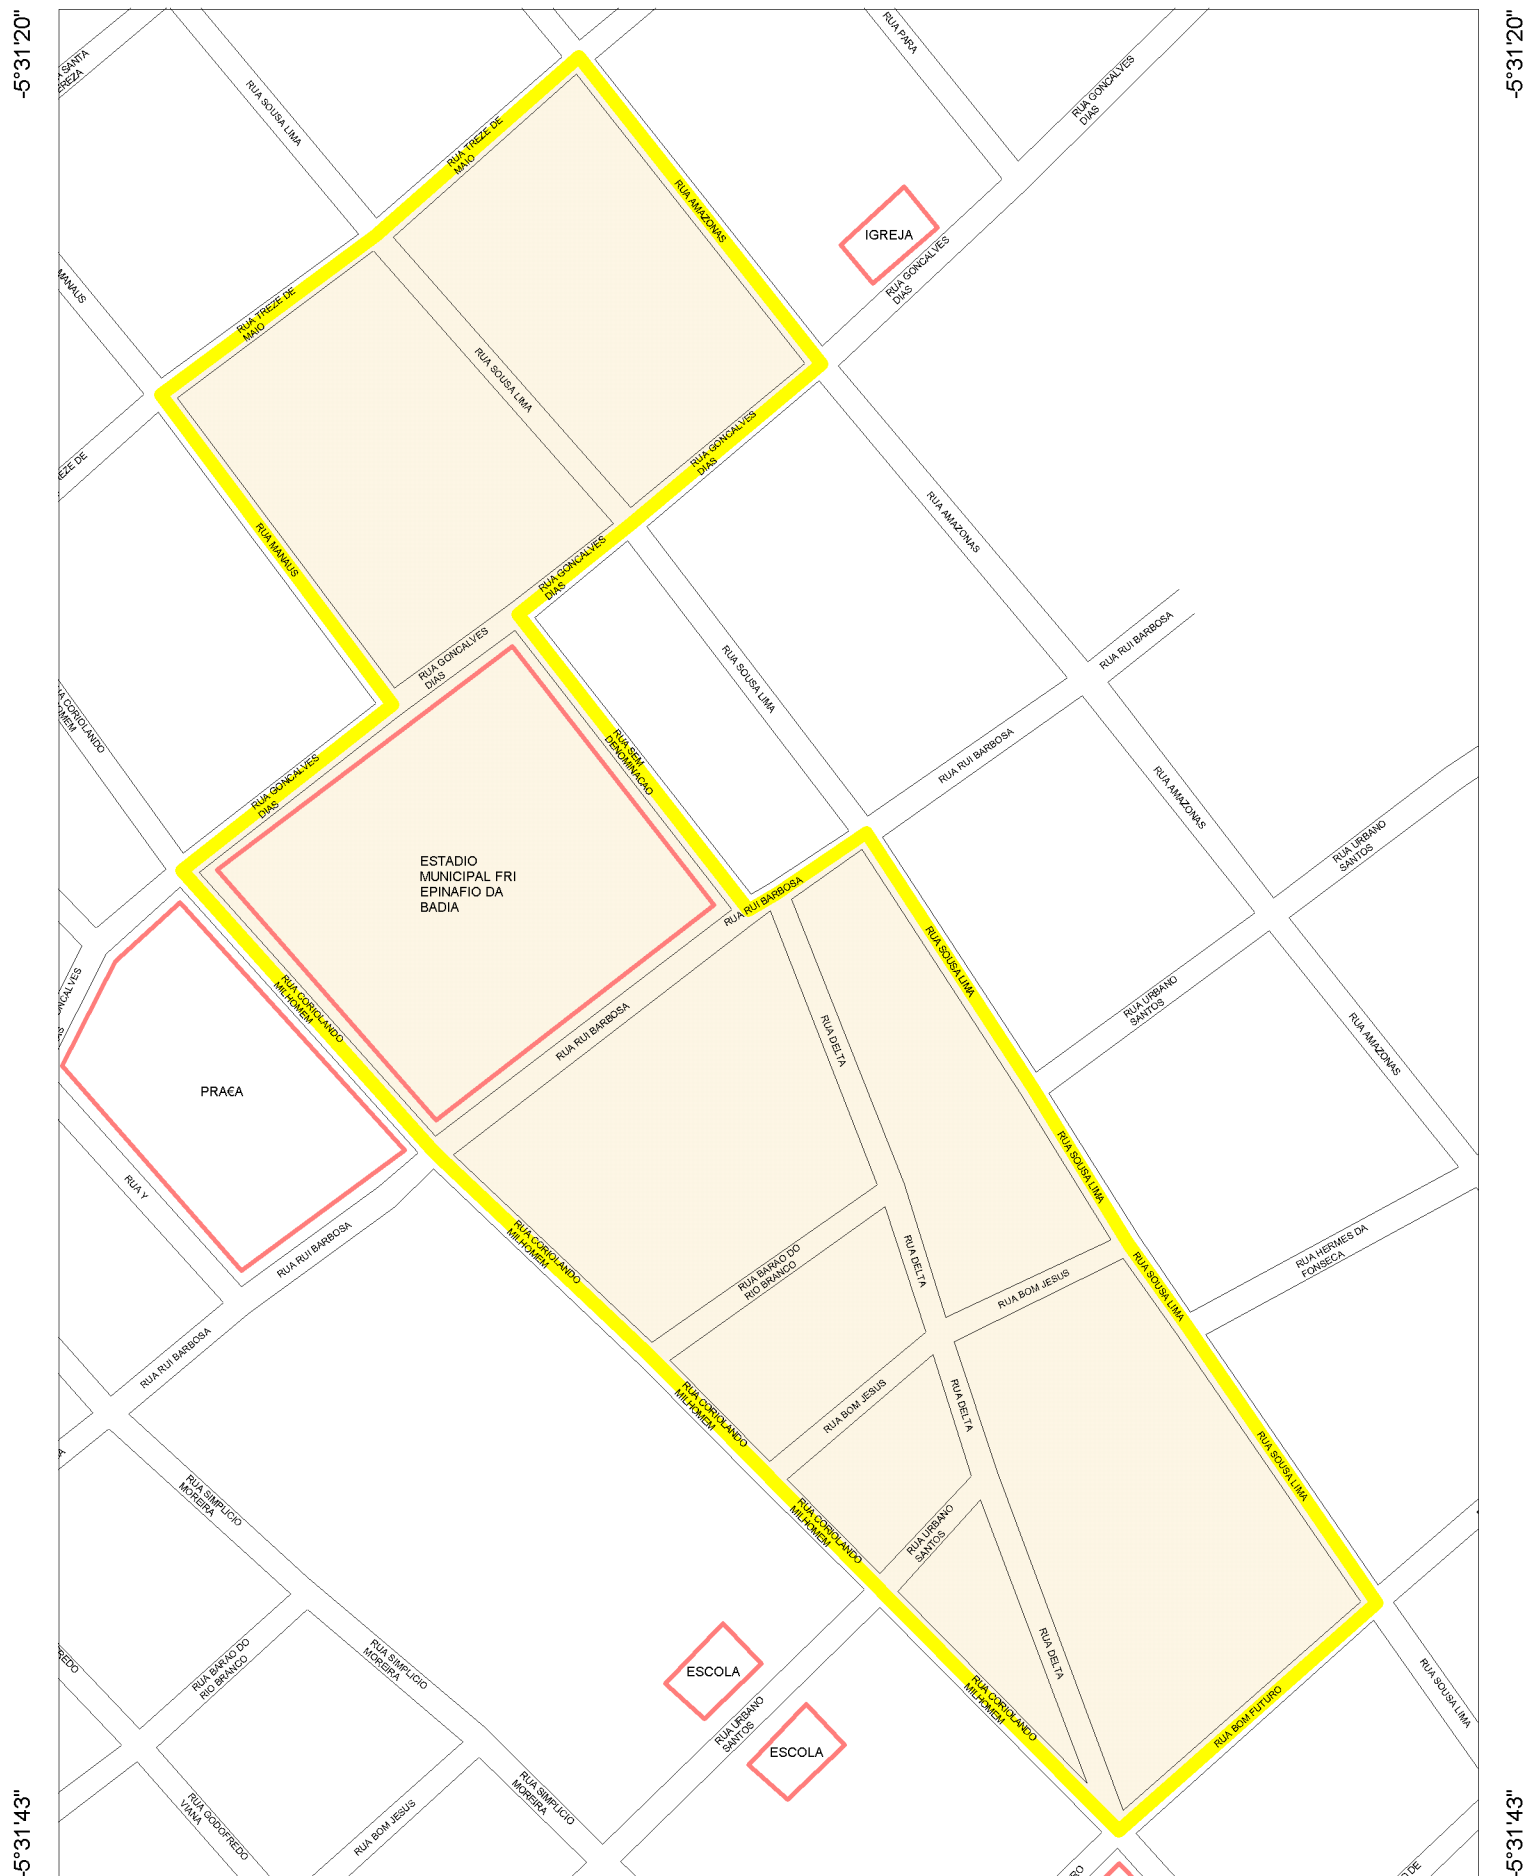 -5°31'20"
-5°31'20"
RUA PARA
RUA GONCALVES
DIAS
SANTA
RUA SOUSA LIMA
RUA TREZE DE
MAIO
RUA AMAZONAS
IGREJA
RUA GONCALVES
DIAS
MANAUS
RUA TREZE DE
MAIO
RUA SOUSA LIMA
RUA GONCALVES
DIAS
RUA MANAUS
RUA AMAZONAS
RUA GONCALVES
DIAS
RUA GONCALVES
DIAS
RUA RUI BARBOSA
RUA SOUSA LIMA
CORIOLANDO
RUA SEM
DENOMINACAO
RUA RUI BARBOSA
RUA GONCALVES
DIAS
RUA AMAZONAS
RUA URBANO
SANTOS
ESTADIO
MUNICIPAL FRI
EPINAFIO DA
BADIA
RUA RUI BARBOSA
RUA SOUSA LIMA
RUA CORIOLANDO
MILHOMEM
RUA URBANO
SANTOS
RUA RUI BARBOSA
RUA DELTA
RUA AMAZONAS
PRA€A
RUA SOUSA LIMA
RUA Y
RUA RUI BARBOSA
RUA CORIOLANDO
MILHOMEM
RUA BARAO DO
RIO BRANCO
RUA DELTA
RUA BOM JESUS
RUA SOUSA LIMA
RUA HERMES DA
FONSECA
RUA RUI BARBOSA
RUA CORIOLANDO
MILHOMEM
RUA BOM JESUS
RUA DELTA
RUA SOUSA LIMA
RUA SIMPLICIO
MOREIRA
RUA CORIOLANDO
MILHOMEM
RUA URBANO
SANTOS
RUA BARAO DO
RIO BRANCO
RUA SIMPLICIO
MOREIRA
ESCOLA
RUA DELTA
RUA CORIOLANDO
MILHOMEM
RUA SOUSA LIMA
RUA URBANO
SANTOS
ESCOLA
RUA BOM FUTURO
RUA GODOFREDO
VIANA
RUA BOM JESUS
RUA SIMPLICIO
MOREIRA
-5°31'43"
-5°31'43"